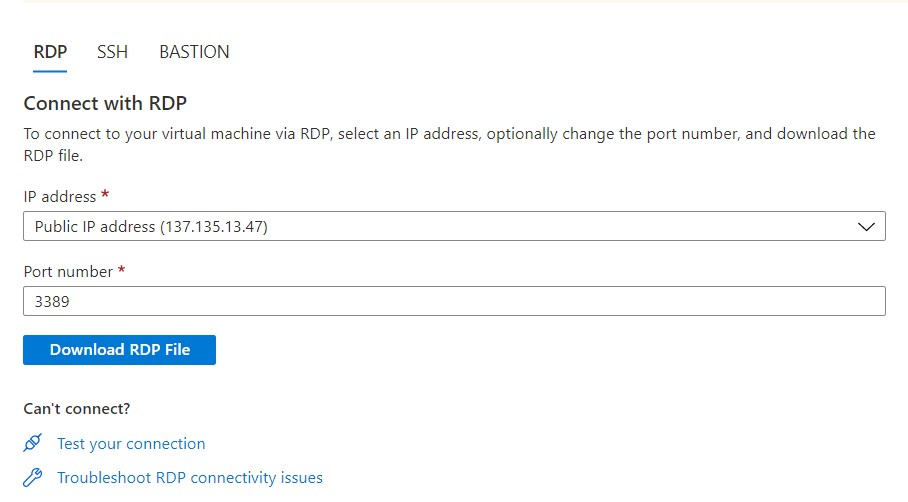 RDP SSH BASTION
Connect with RDP
To connect to your virtual machine via RDP, select an IP address, optionally change the port number, and download the
RDP file.
IP address *
Public IP address (137.135.13.47)
Port number *
3389
Download RDP File
Can't connect?
Test your connection
Troubleshoot RDP connectivity issues